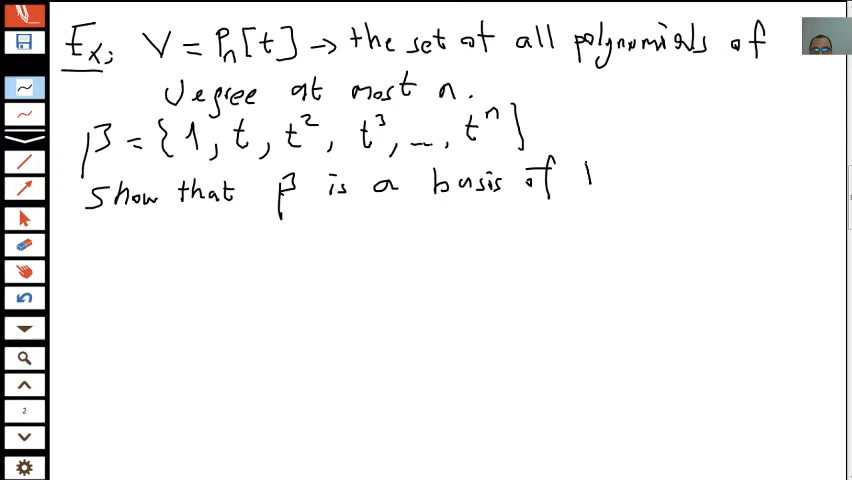 Ex: V = Pn[t] → the set of all polynomials of
degree at most n.
β = {1, t, t², t³, ..., tⁿ}
Show that β is a basis of
2